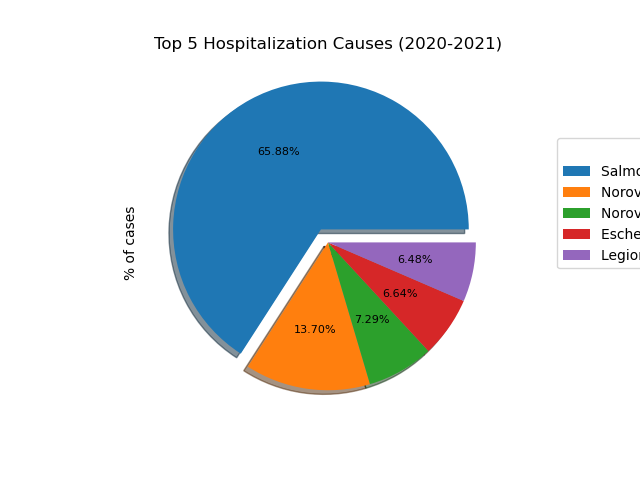 Top 5 Hospitalization Causes (2020-2021)
65.88%
% of cases
13.70%
7.29%
6.64%
6.48%
Salmo
Norov
Norov
Esche
Legion